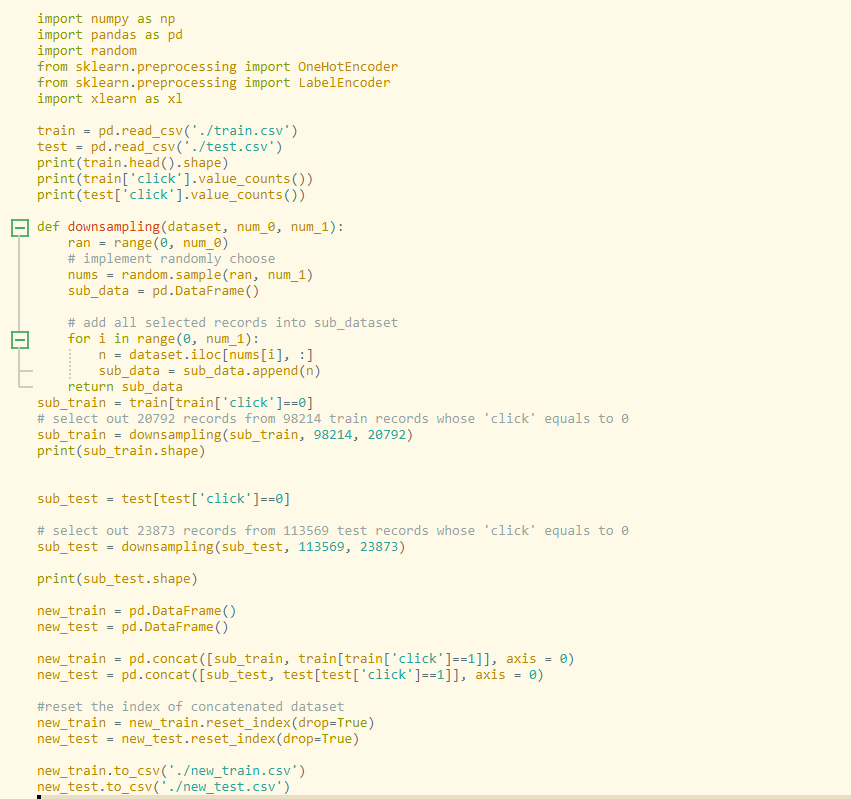 import numpy as np
import pandas as pd
import random
from sklearn.preprocessing import OneHotEncoder
from sklearn.preprocessing import LabelEncoder
import xlearn as xl

train = pd.read_csv('./train.csv')
test = pd.read_csv('./test.csv')
print(train.head().shape)
print(train['click'].value_counts())
print(test['click'].value_counts())

def downsampling(dataset, num_0, num_1):
    ran = range(0, num_0)
    # implement randomly choose
    nums = random.sample(ran, num_1)
    sub_data = pd.DataFrame()

    # add all selected records into sub_dataset
    for i in range(0, num_1):
        n = dataset.iloc[nums[i], :]
        sub_data = sub_data.append(n)
    return sub_data
sub_train = train[train['click']==0]
# select out 20792 records from 98214 train records whose 'click' equals to 0
sub_train = downsampling(sub_train, 98214, 20792)
print(sub_train.shape)


sub_test = test[test['click']==0]

# select out 23873 records from 113569 test records whose 'click' equals to 0
sub_test = downsampling(sub_test, 113569, 23873)

print(sub_test.shape)

new_train = pd.DataFrame()
new_test = pd.DataFrame()

new_train = pd.concat([sub_train, train[train['click']==1]], axis = 0)
new_test = pd.concat([sub_test, test[test['click']==1]], axis = 0)

#reset the index of concatenated dataset
new_train = new_train.reset_index(drop=True)
new_test = new_test.reset_index(drop=True)

new_train.to_csv('./new_train.csv')
new_test.to_csv('./new_test.csv')